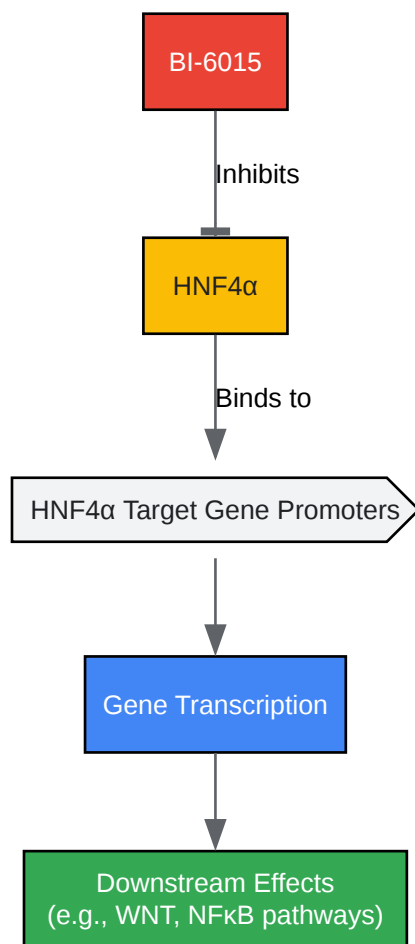 BI-6015
Inhibits
HNF4α
Binds to
HNF4α Target Gene Promoters
Gene Transcription
Downstream Effects
(e.g., WNT, NFκB pathways)